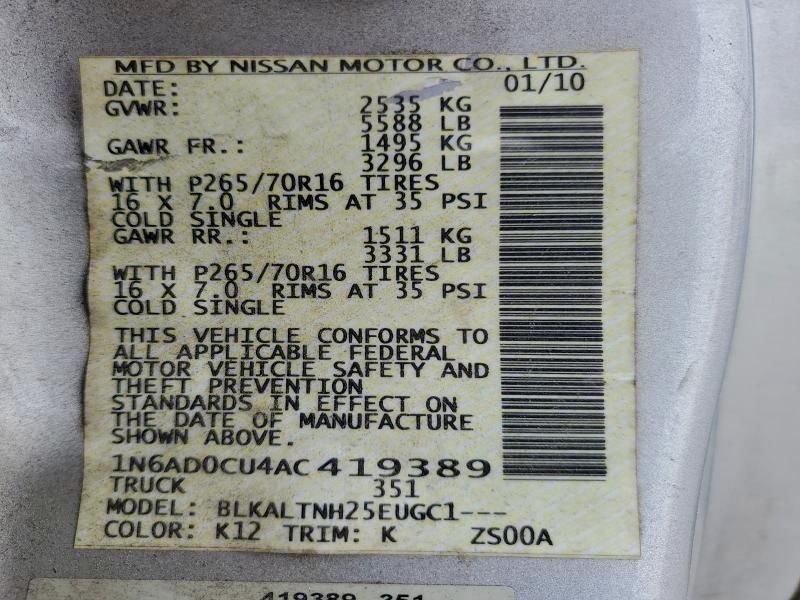 MFD BY NISSAN MOTOR CO., LTD.
DATE: 01/10
GVWR: 2535 KG
5588 LB
GAWR FR.: 1495 KG
3296 LB
WITH P265/70R16 TIRES
16 X 7.0 RIMS AT 35 PSI
COLD SINGLE
GAWR RR.: 1511 KG
3331 LB
WITH P265/70R16 TIRES
16 X 7.0 RIMS AT 35 PSI
COLD SINGLE
THIS VEHICLE CONFORMS TO
ALL APPLICABLE FEDERAL
MOTOR VEHICLE SAFETY AND
THEFT PREVENTION
STANDARDS IN EFFECT ON
THE DATE OF MANUFACTURE
SHOWN ABOVE.
1N6AD0CU4AC419389
TRUCK 351
MODEL: BLKALTNH25EUGC1---
COLOR: K12 TRIM: K ZS00A
419389 351